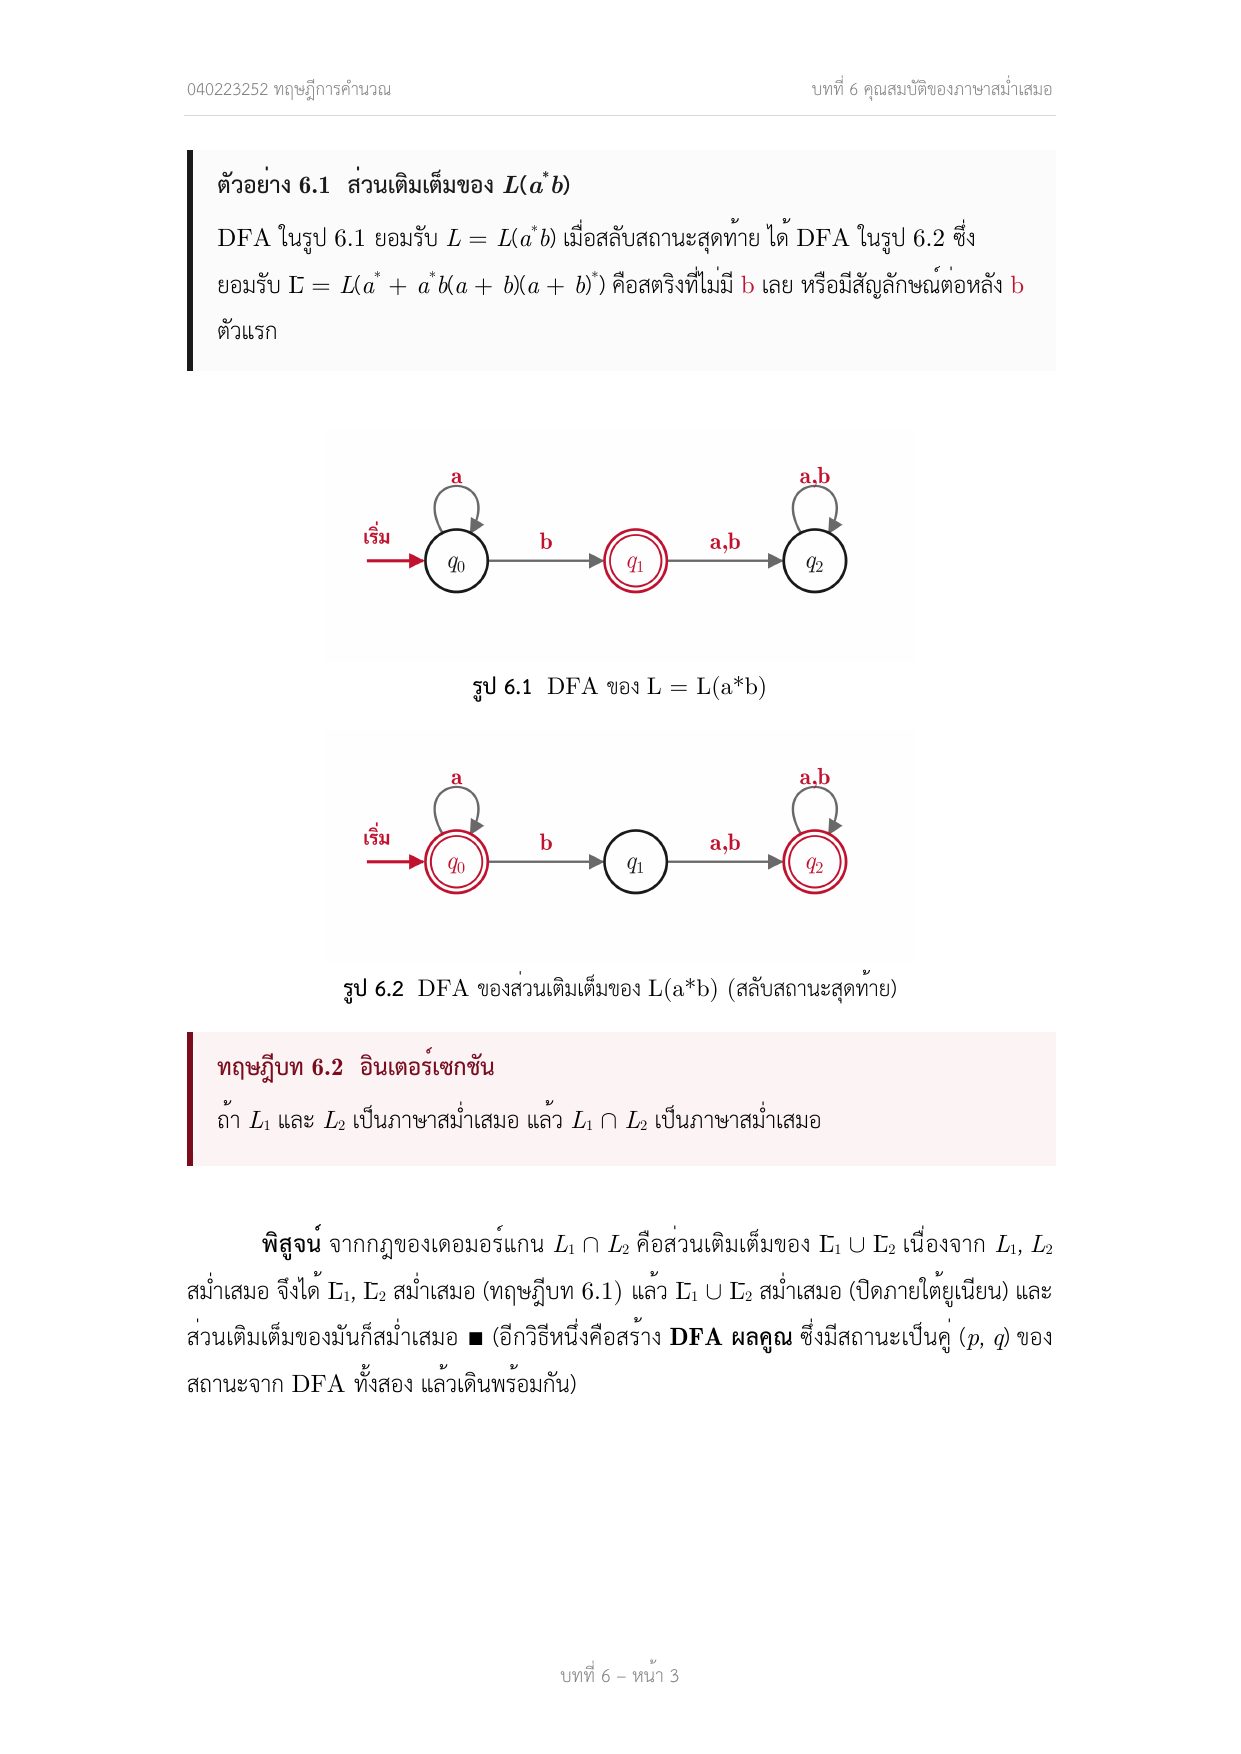 040223252 ทฤษฎีการคำนวณ
บทที่ 6 คุณสมบัติของภาษาสม่ำเสมอ
ตัวอย่าง 6.1 ส่วนเติมเต็มของ L(a*b)
DFA ในรูป 6.1 ยอมรับ L = L(a*b) เมื่อสลับสถานะสุดท้าย ได้ DFA ในรูป 6.2 ซึ่ง
ยอมรับ L̄ = L(a* + a*b(a + b)(a + b)*) คือสตริงที่ไม่มี b เลย หรือมีสัญลักษณ์ต่อหลัง b
ตัวแรก
a a,b
เริ่ม b a,b
q₀ q₁ q₂
รูป 6.1 DFA ของ L = L(a*b)
a a,b
เริ่ม b a,b
q₀ q₁ q₂
รูป 6.2 DFA ของส่วนเติมเต็มของ L(a*b) (สลับสถานะสุดท้าย)
ทฤษฎีบท 6.2 อินเตอร์เซกชัน
ถ้า L₁ และ L₂ เป็นภาษาสม่ำเสมอ แล้ว L₁ ∩ L₂ เป็นภาษาสม่ำเสมอ
พิสูจน์ จากกฎของเดอมอร์แกน L₁ ∩ L₂ คือส่วนเติมเต็มของ L̄₁ ∪ L̄₂ เนื่องจาก L₁, L₂
สม่ำเสมอ จึงได้ L̄₁, L̄₂ สม่ำเสมอ (ทฤษฎีบท 6.1) แล้ว L̄₁ ∪ L̄₂ สม่ำเสมอ (ปิดภายใต้ยูเนียน) และ
ส่วนเติมเต็มของมันก็สม่ำเสมอ ■ (อีกวิธีหนึ่งคือสร้าง DFA ผลคูณ ซึ่งมีสถานะเป็นคู่ (p, q) ของ
สถานะจาก DFA ทั้งสอง แล้วเดินพร้อมกัน)
บทที่ 6 – หน้า 3